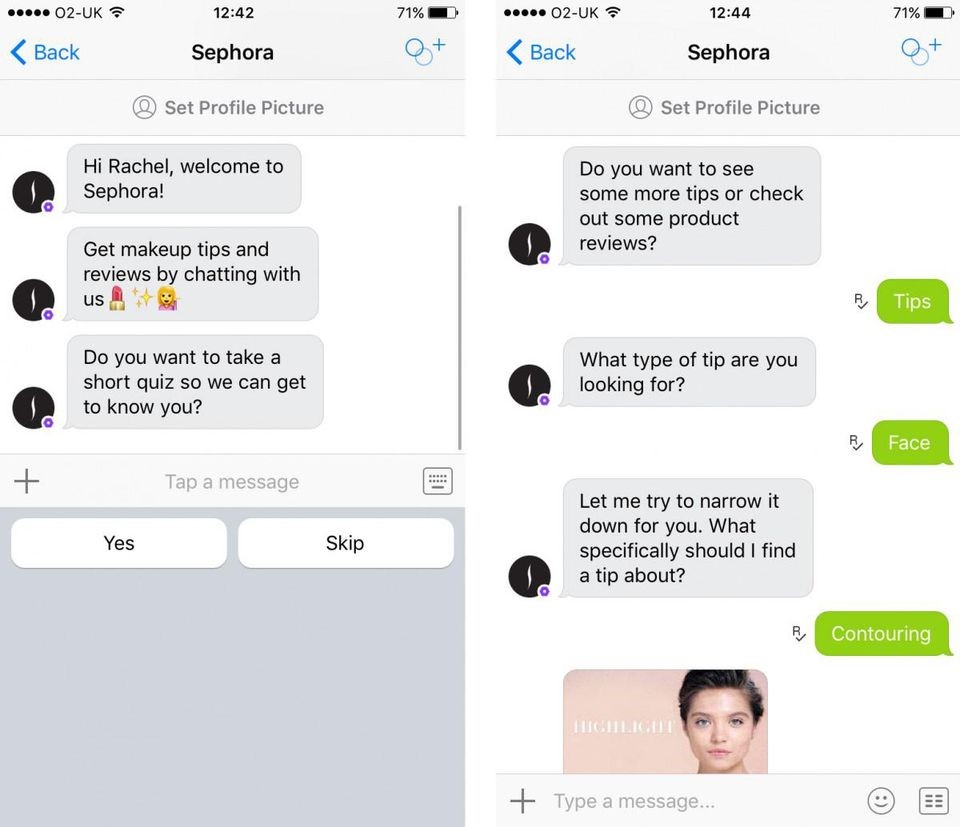 O2-UK 12:42 71%
Back Sephora
Set Profile Picture
Hi Rachel, welcome to
Sephora!
Get makeup tips and
reviews by chatting with
us💄✨💁
Do you want to take a
short quiz so we can get
to know you?
Tap a message
Yes Skip
O2-UK 12:44 71%
Back Sephora
Set Profile Picture
Do you want to see
some more tips or check
out some product
reviews?
R Tips
What type of tip are you
looking for?
R Face
Let me try to narrow it
down for you. What
specifically should I find
a tip about?
R Contouring
HIGHLIGHT
Type a message...